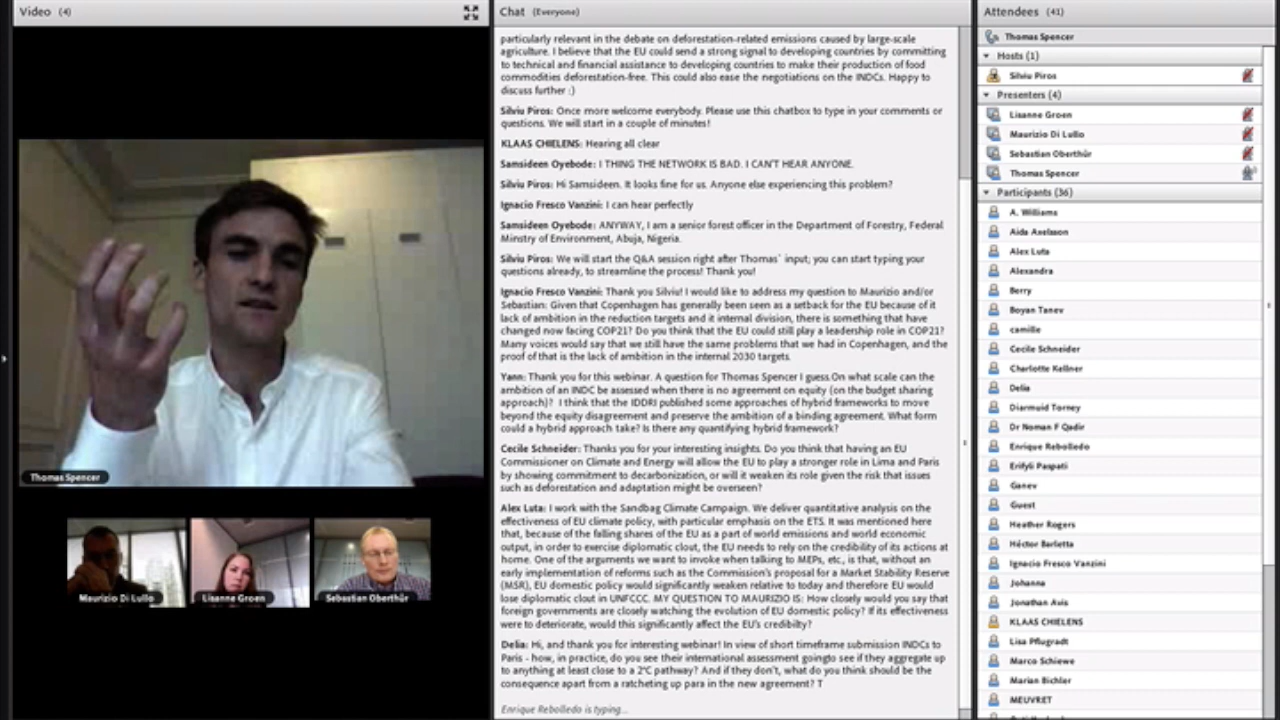 Video (4)
Thomas Spencer
Maurizio Di Lullo
Lisanne Groen
Sebastian Oberthür
Chat (Everyone)
particularly relevant in the debate on deforestation-related emissions caused by large-scale
agriculture. I believe that the EU could send a strong signal to developing countries by committing
to technical and financial assistance to developing countries to make their production of food
commodities deforestation-free. This could also ease the negotiations on the INDCs. Happy to
discuss further :)
Silviu Piros: Once more welcome everybody. Please use this chatbox to type in your comments or
questions. We will start in a couple of minutes!
KLAAS CHIELENS: Hearing all clear
Samsideen Oyebode: I THING THE NETWORK IS BAD. I CAN'T HEAR ANYONE.
Silviu Piros: Hi Samsideen. It looks fine for us. Anyone else experiencing this problem?
Ignacio Fresco Vanzini: I can hear perfectly
Samsideen Oyebode: ANYWAY, I am a senior forest officer in the Department of Forestry, Federal
Minstry of Environment, Abuja, Nigeria.
Silviu Piros: We will start the Q&A session right after Thomas` input; you can start typing your
questions already, to streamline the process! Thank you!
Ignacio Fresco Vanzini: Thank you Silviu! I would like to address my question to Maurizio and/or
Sebastian: Given that Copenhagen has generally been seen as a setback for the EU because of it
lack of ambition in the reduction targets and it internal division, there is something that have
changed now facing COP21? Do you think that the EU could still play a leadership role in COP21?
Many voices would say that we still have the same problems that we had in Copenhagen, and the
proof of that is the lack of ambition in the internal 2030 targets.
Yann: Thank you for this webinar. A question for Thomas Spencer I guess.On what scale can the
ambition of an INDC be assessed when there is no agreement on equity (on the budget sharing
approach)? I think that the IDDRI published some approaches of hybrid frameworks to move
beyond the equity disagreement and preserve the ambition of a binding agreement. What form
could a hybrid approach take? Is there any quantifying hybrid framework?
Cecile Schneider: Thanks you for your interesting insights. Do you think that having an EU
Commissioner on Climate and Energy will allow the EU to play a stronger role in Lima and Paris
by showing commitment to decarbonization, or will it weaken its role given the risk that issues
such as deforestation and adaptation might be overseen?
Alex Luta: I work with the Sandbag Climate Campaign. We deliver quantitative analysis on the
effectiveness of EU climate policy, with particular emphasis on the ETS. It was mentioned here
that, because of the falling shares of the EU as a part of world emissions and world economic
output, in order to exercise diplomatic clout, the EU needs to rely on the credibility of its actions at
home. One of the arguments we want to invoke when talking to MEPs, etc., is that, without an
early implementation of reforms such as the Commission's proposal for a Market Stability Reserve
(MSR), EU domestic policy would significantly weaken relative to today and therefore EU would
lose diplomatic clout in UNFCCC. MY QUESTION TO MAURIZIO IS: How closely would you say that
foreign governments are closely watching the evolution of EU domestic policy? If its effectiveness
were to deteriorate, would this significantly affect the EU's credibilty?
Delia: Hi, and thank you for interesting webinar! In view of short timeframe submission INDCs to
Paris - how, in practice, do you see their international assessment goingto see if they aggregate up
to anything at least close to a 2°C pathway? And if they don't, what do you think should be the
consequence apart from a ratcheting up para in the new agreement? T
Enrique Rebolledo is typing...
Attendees (41)
Thomas Spencer
Hosts (1)
Silviu Piros
Presenters (4)
Lisanne Groen
Maurizio Di Lullo
Sebastian Oberthür
Thomas Spencer
Participants (36)
A. Williams
Aida Axelsson
Alex Luta
Alexandra
Berry
Boyan Tanev
camille
Cecile Schneider
Charlotte Kellner
Delia
Diarmuid Torney
Dr Noman F Qadir
Enrique Rebolledo
Erifyli Paspati
Ganev
Guest
Heather Rogers
Héctor Barletta
Ignacio Fresco Vanzini
Johanna
Jonathan Avis
KLAAS CHIELENS
Lisa Pflugradt
Marco Schiewe
Marian Bichler
MEUVRET